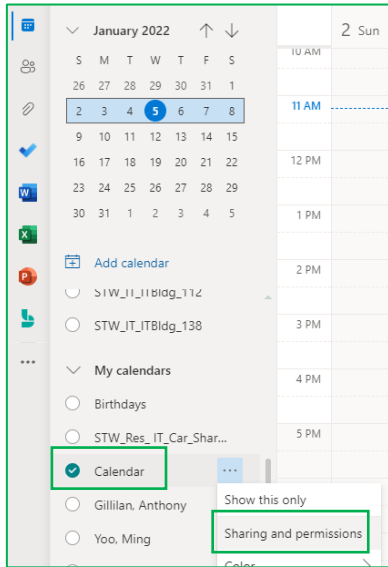 January 2022
S M T W T F S
26 27 28 29 30 31 1
2 3 4 5 6 7 8
9 10 11 12 13 14 15
16 17 18 19 20 21 22
23 24 25 26 27 28 29
30 31 1 2 3 4 5
Add calendar
STW_IT_ITBldg_112
STW_IT_ITBldg_138
My calendars
Birthdays
STW_Res_ IT_Car_Shar...
Calendar ...
Gillilan, Anthony
Yoo, Ming
Show this only
Sharing and permissions
Color
2 Sun
10 AM
11 AM
12 PM
1 PM
2 PM
3 PM
4 PM
5 PM
W
X
P
b